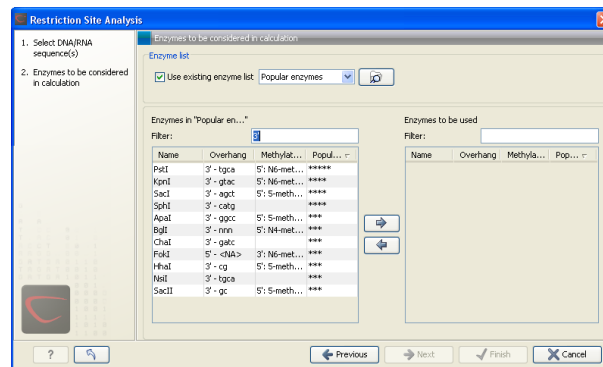 Restriction Site Analysis
1. Select DNA/RNA
sequence(s)
2. Enzymes to be considered
in calculation
Enzymes to be considered in calculation
Enzyme list
Use existing enzyme list Popular enzymes
Enzymes in "Popular en..."
Filter: 3'
Name Overhang Methylat... Popul...
PstI 3' - tgca 5': N6-met... *****
KpnI 3' - gtac 5': N6-met... ****
SacI 3' - agct 5': 5-meth... ****
SphI 3' - catg ****
ApaI 3' - ggcc 5': 5-meth... ***
BglI 3' - nnn 5': N4-met... ***
ChaI 3' - gatc ***
FokI 5' - <NA> 3': N6-met... ***
HhaI 3' - cg 5': 5-meth... ***
NsiI 3' - tgca ***
SacII 3' - gc 5': 5-meth... ***
Enzymes to be used
Filter:
Name Overhang Methyla... Pop...
? Previous Next Finish Cancel